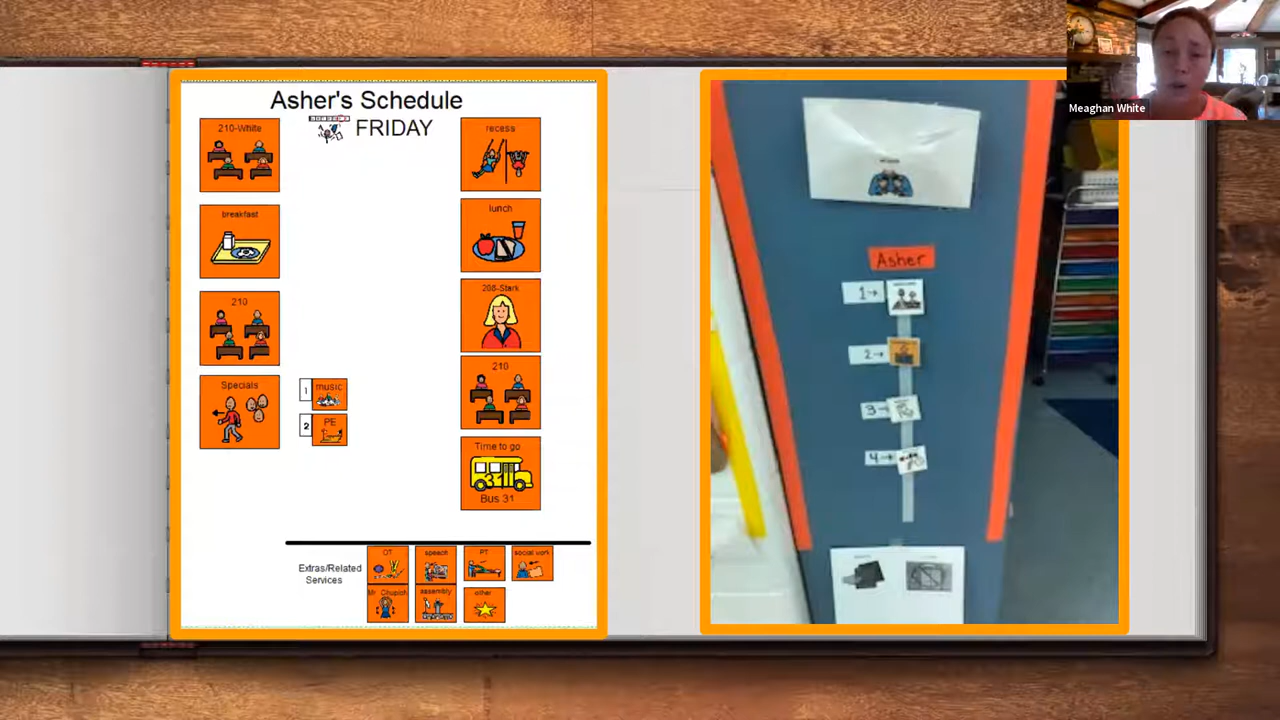 Asher's Schedule
FRIDAY
210-White
breakfast
210
Specials
1 music
2 PE
recess
lunch
208-Stark
210
Time to go
Bus 31
Extras/Related
Services
OT
speech
PT
social work
Mr. Chupich
assembly
other
Asher
1→
2→
3→
4→
Meaghan White